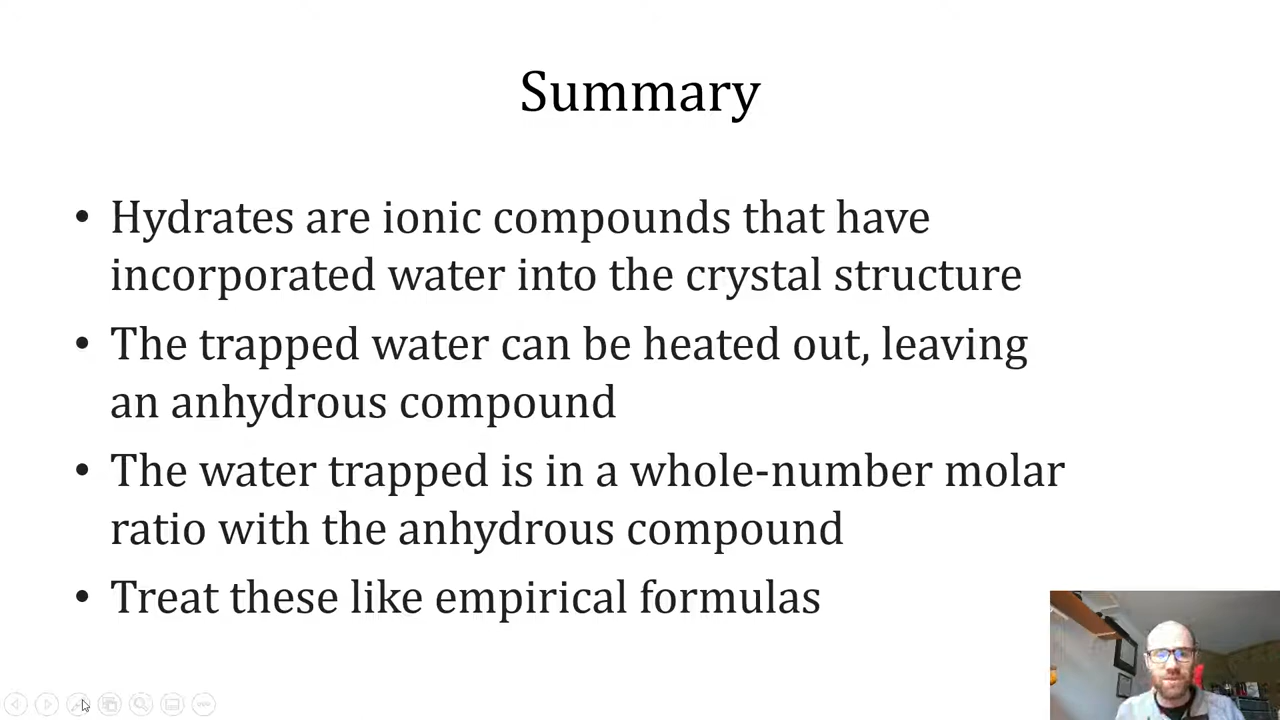 Summary
• Hydrates are ionic compounds that have
incorporated water into the crystal structure
• The trapped water can be heated out, leaving
an anhydrous compound
• The water trapped is in a whole-number molar
ratio with the anhydrous compound
• Treat these like empirical formulas